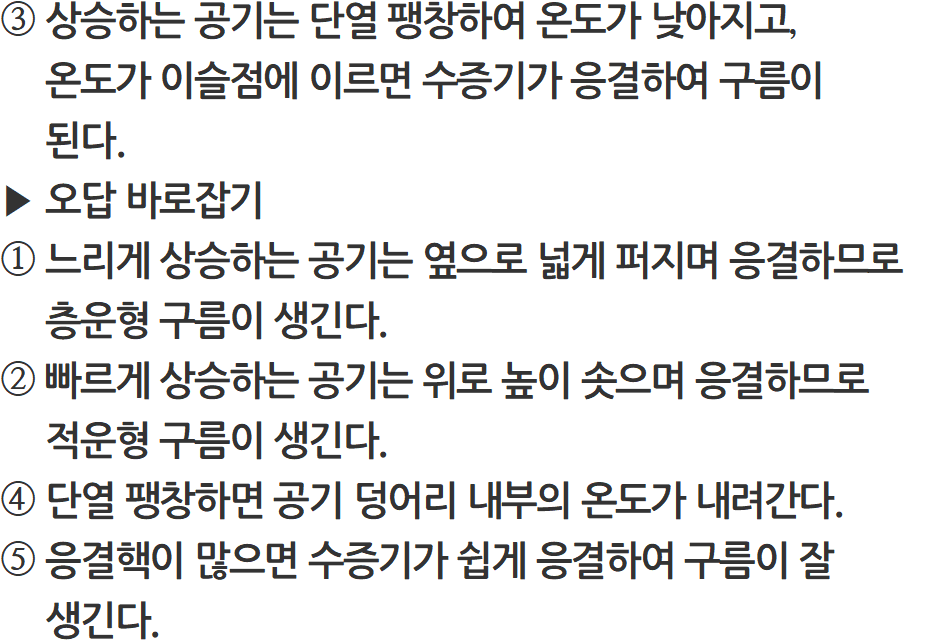 ③ 상승하는 공기는 단열 팽창하여 온도가 낮아지고,
온도가 이슬점에 이르면 수증기가 응결하여 구름이
된다.
▶ 오답 바로잡기
① 느리게 상승하는 공기는 옆으로 넓게 퍼지며 응결하므로
층운형 구름이 생긴다.
② 빠르게 상승하는 공기는 위로 높이 솟으며 응결하므로
적운형 구름이 생긴다.
④ 단열 팽창하면 공기 덩어리 내부의 온도가 내려간다.
⑤ 응결핵이 많으면 수증기가 쉽게 응결하여 구름이 잘
생긴다.